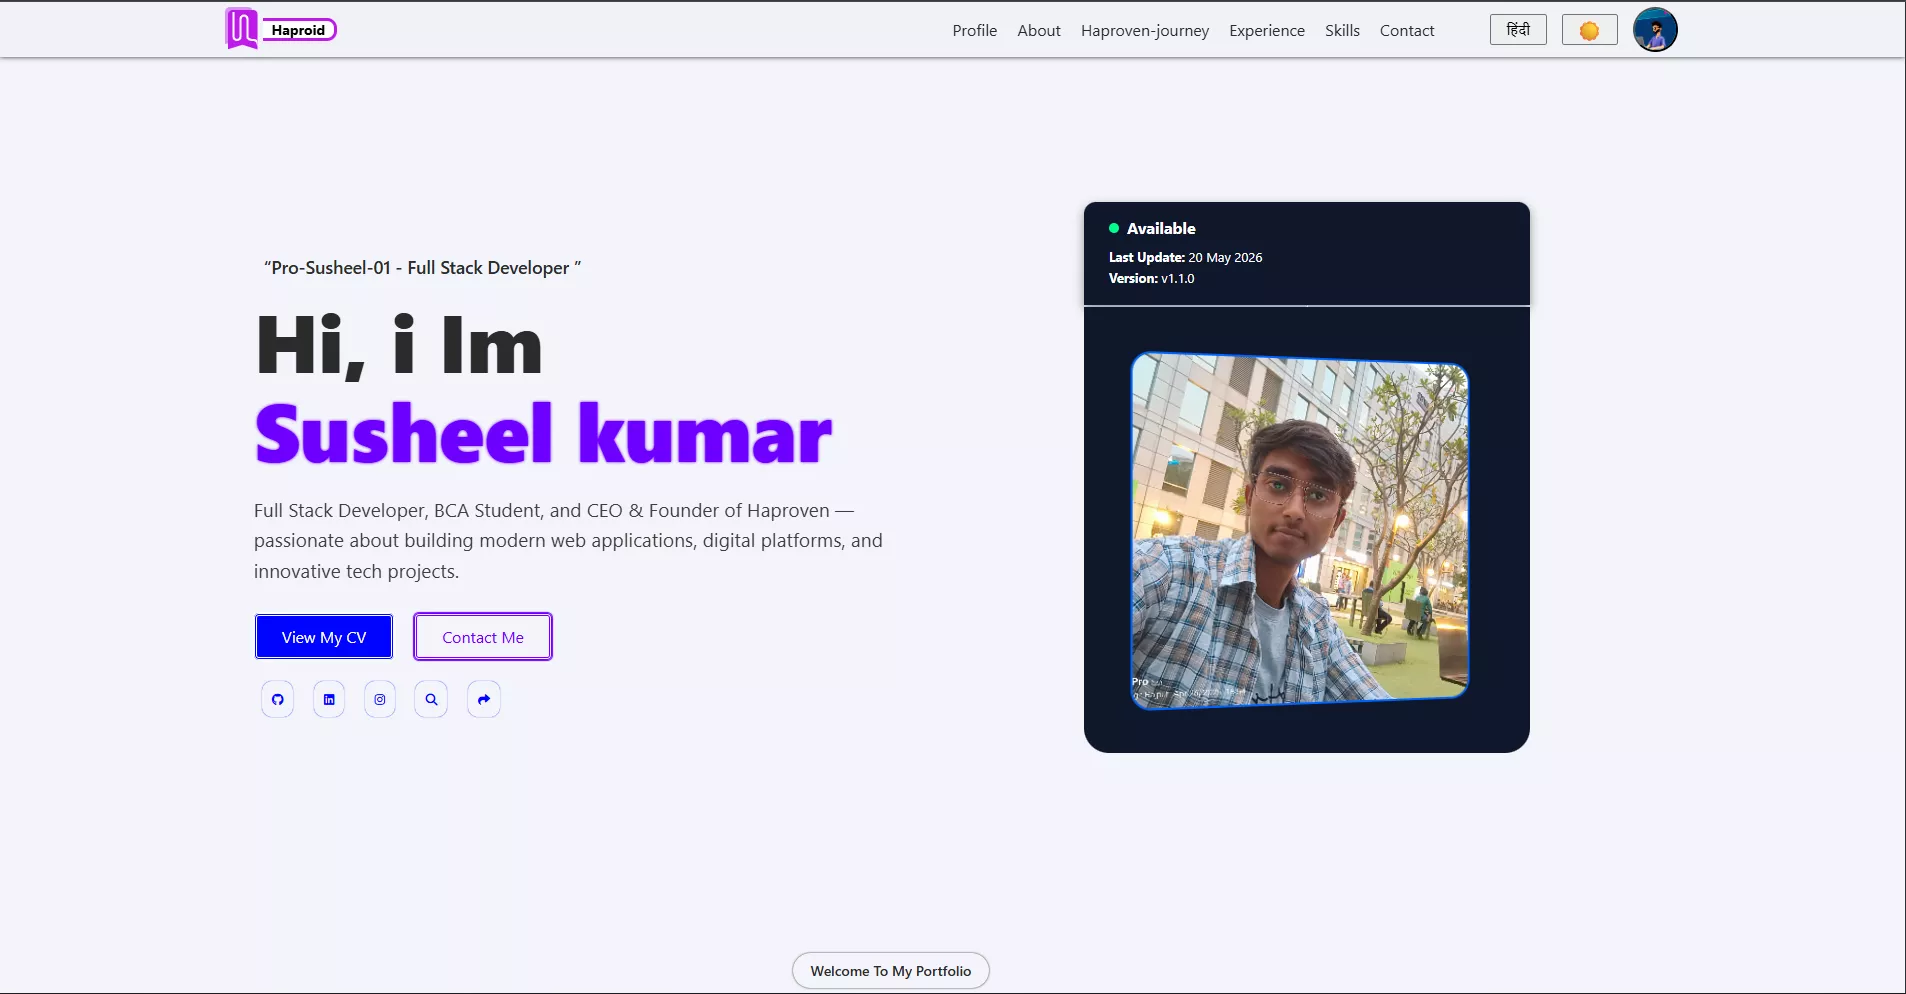 Haproid
Profile About Haproven-journey Experience Skills Contact हिंदी
Available
Last Update: 20 May 2026
Version: v1.1.0
“Pro-Susheel-01 - Full Stack Developer ”
Hi, i Im
Susheel kumar
Full Stack Developer, BCA Student, and CEO & Founder of Haproven —
passionate about building modern web applications, digital platforms, and
innovative tech projects.
View My CV Contact Me
Pro
Welcome To My Portfolio